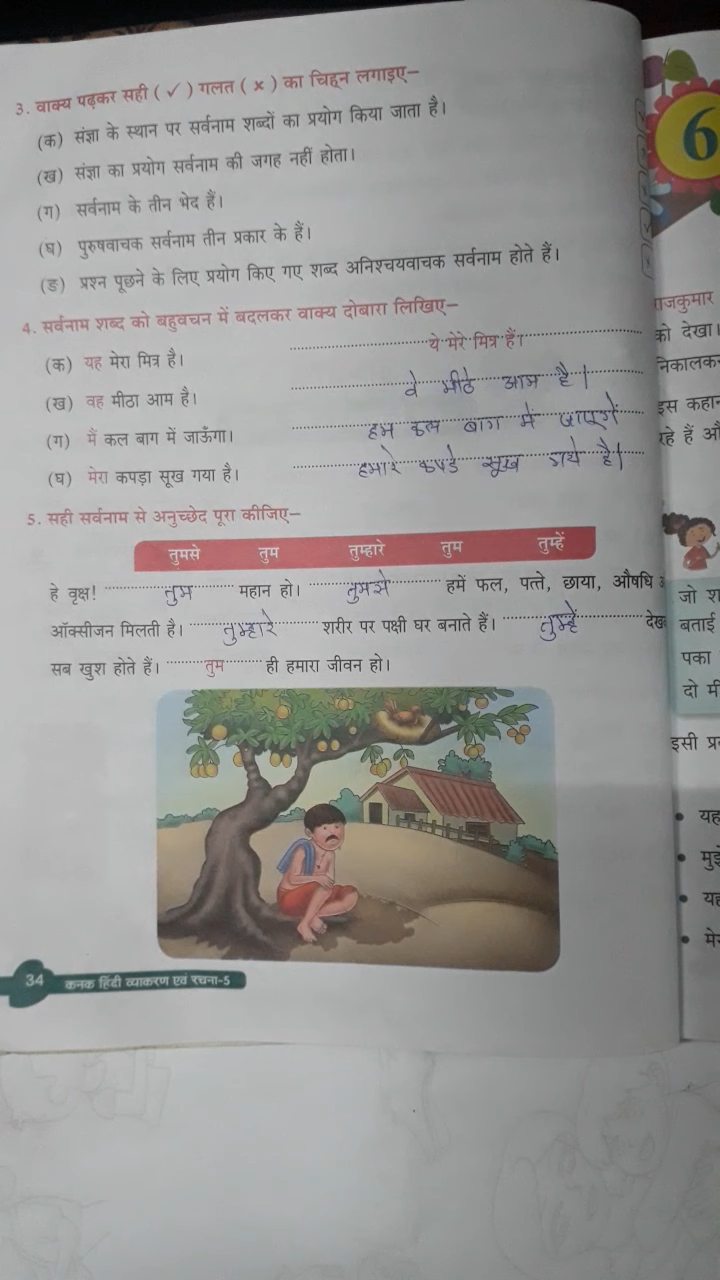 3. वाक्य पढ़कर सही ( ✓ ) गलत ( × ) का चिह्न लगाइए–
(क) संज्ञा के स्थान पर सर्वनाम शब्दों का प्रयोग किया जाता है।
(ख) संज्ञा का प्रयोग सर्वनाम की जगह नहीं होता।
(ग) सर्वनाम के तीन भेद हैं।
(घ) पुरुषवाचक सर्वनाम तीन प्रकार के हैं।
(ङ) प्रश्न पूछने के लिए प्रयोग किए गए शब्द अनिश्चयवाचक सर्वनाम होते हैं।
4. सर्वनाम शब्द को बहुवचन में बदलकर वाक्य दोबारा लिखिए–
(क) यह मेरा मित्र है। ये मेरे मित्र हैं।
(ख) वह मीठा आम है। वे मीठे आम है।
(ग) मैं कल बाग में जाऊँगा। हम कल बाग में जाएगें
(घ) मेरा कपड़ा सूख गया है। हमारे कपडे सूख गये है।
5. सही सर्वनाम से अनुच्छेद पूरा कीजिए–
तुमसे तुम तुम्हारे तुम तुम्हें
हे वृक्ष! तुम महान हो। तुमसे हमें फल, पत्ते, छाया, औषधि
ऑक्सीजन मिलती है। तुम्हारे शरीर पर पक्षी घर बनाते हैं। तुम्हें देख
सब खुश होते हैं। तुम ही हमारा जीवन हो।
34 कनक हिंदी व्याकरण एवं रचना-5
6
राजकुमार
को देखा।
निकालकर
इस कहा
रहे हैं औ
जो श
बताई
पका
दो मी
इसी प्र
• यह
• मुझे
• यह
• मे